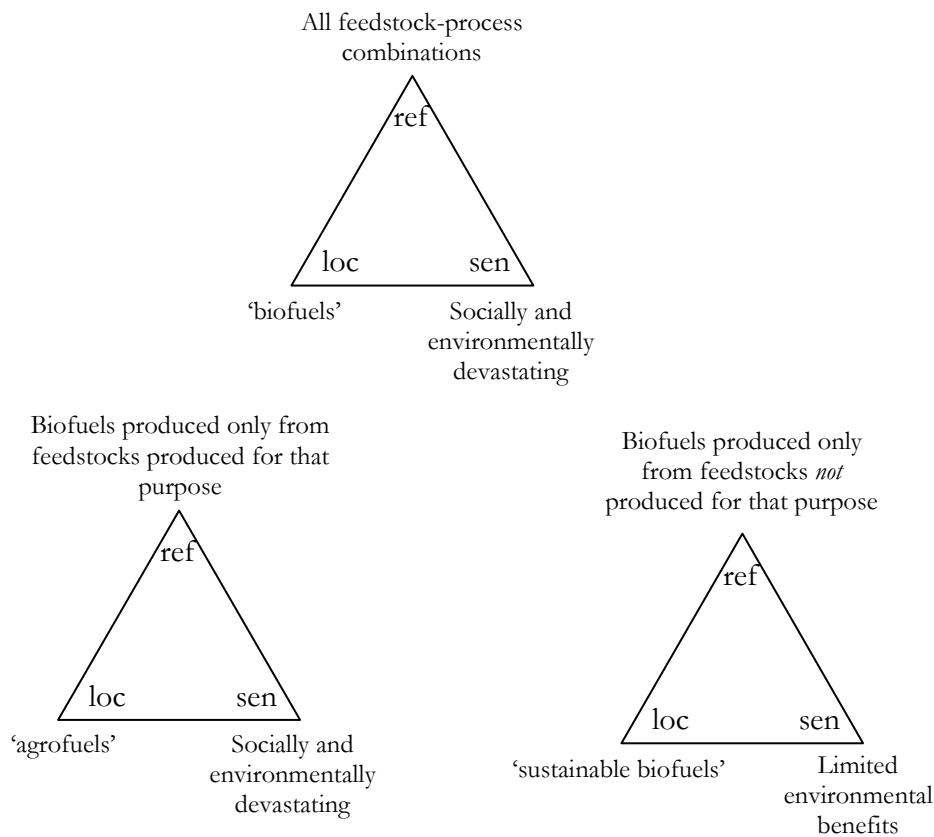 All feedstock-process
combinations
ref
loc
sen
‘biofuels’
Socially and
environmentally
devastating
Biofuels produced only from
feedstocks produced for that
purpose
ref
loc
sen
‘agrofuels’
Socially and
environmentally
devastating
Biofuels produced only
from feedstocks not
produced for that purpose
ref
loc
sen
‘sustainable biofuels’
Limited
environmental
benefits